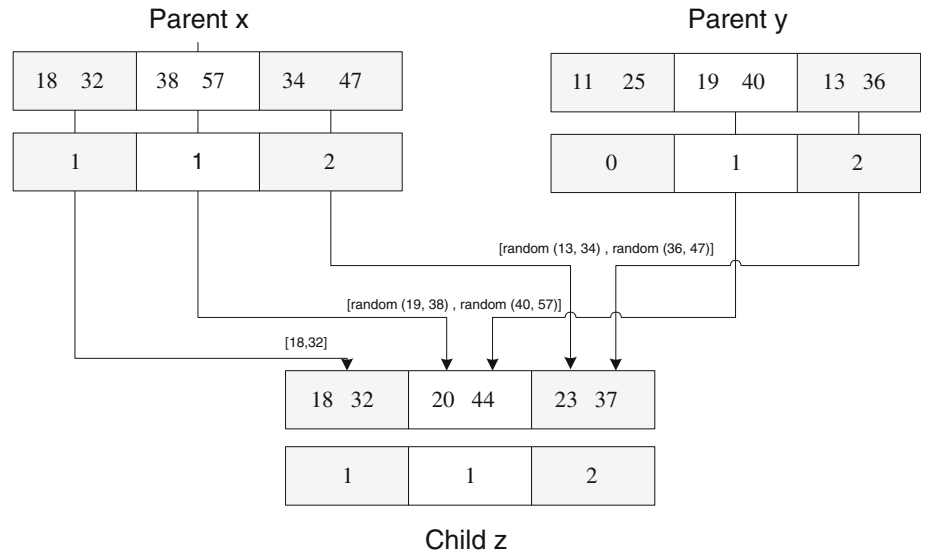 Parent x Parent y
18 32 38 57 34 47 11 25 19 40 13 36
1 1 2 0 1 2
[random (13, 34) , random (36, 47)]
[random (19, 38) , random (40, 57)]
[18,32]
18 32 20 44 23 37
1 1 2
Child z